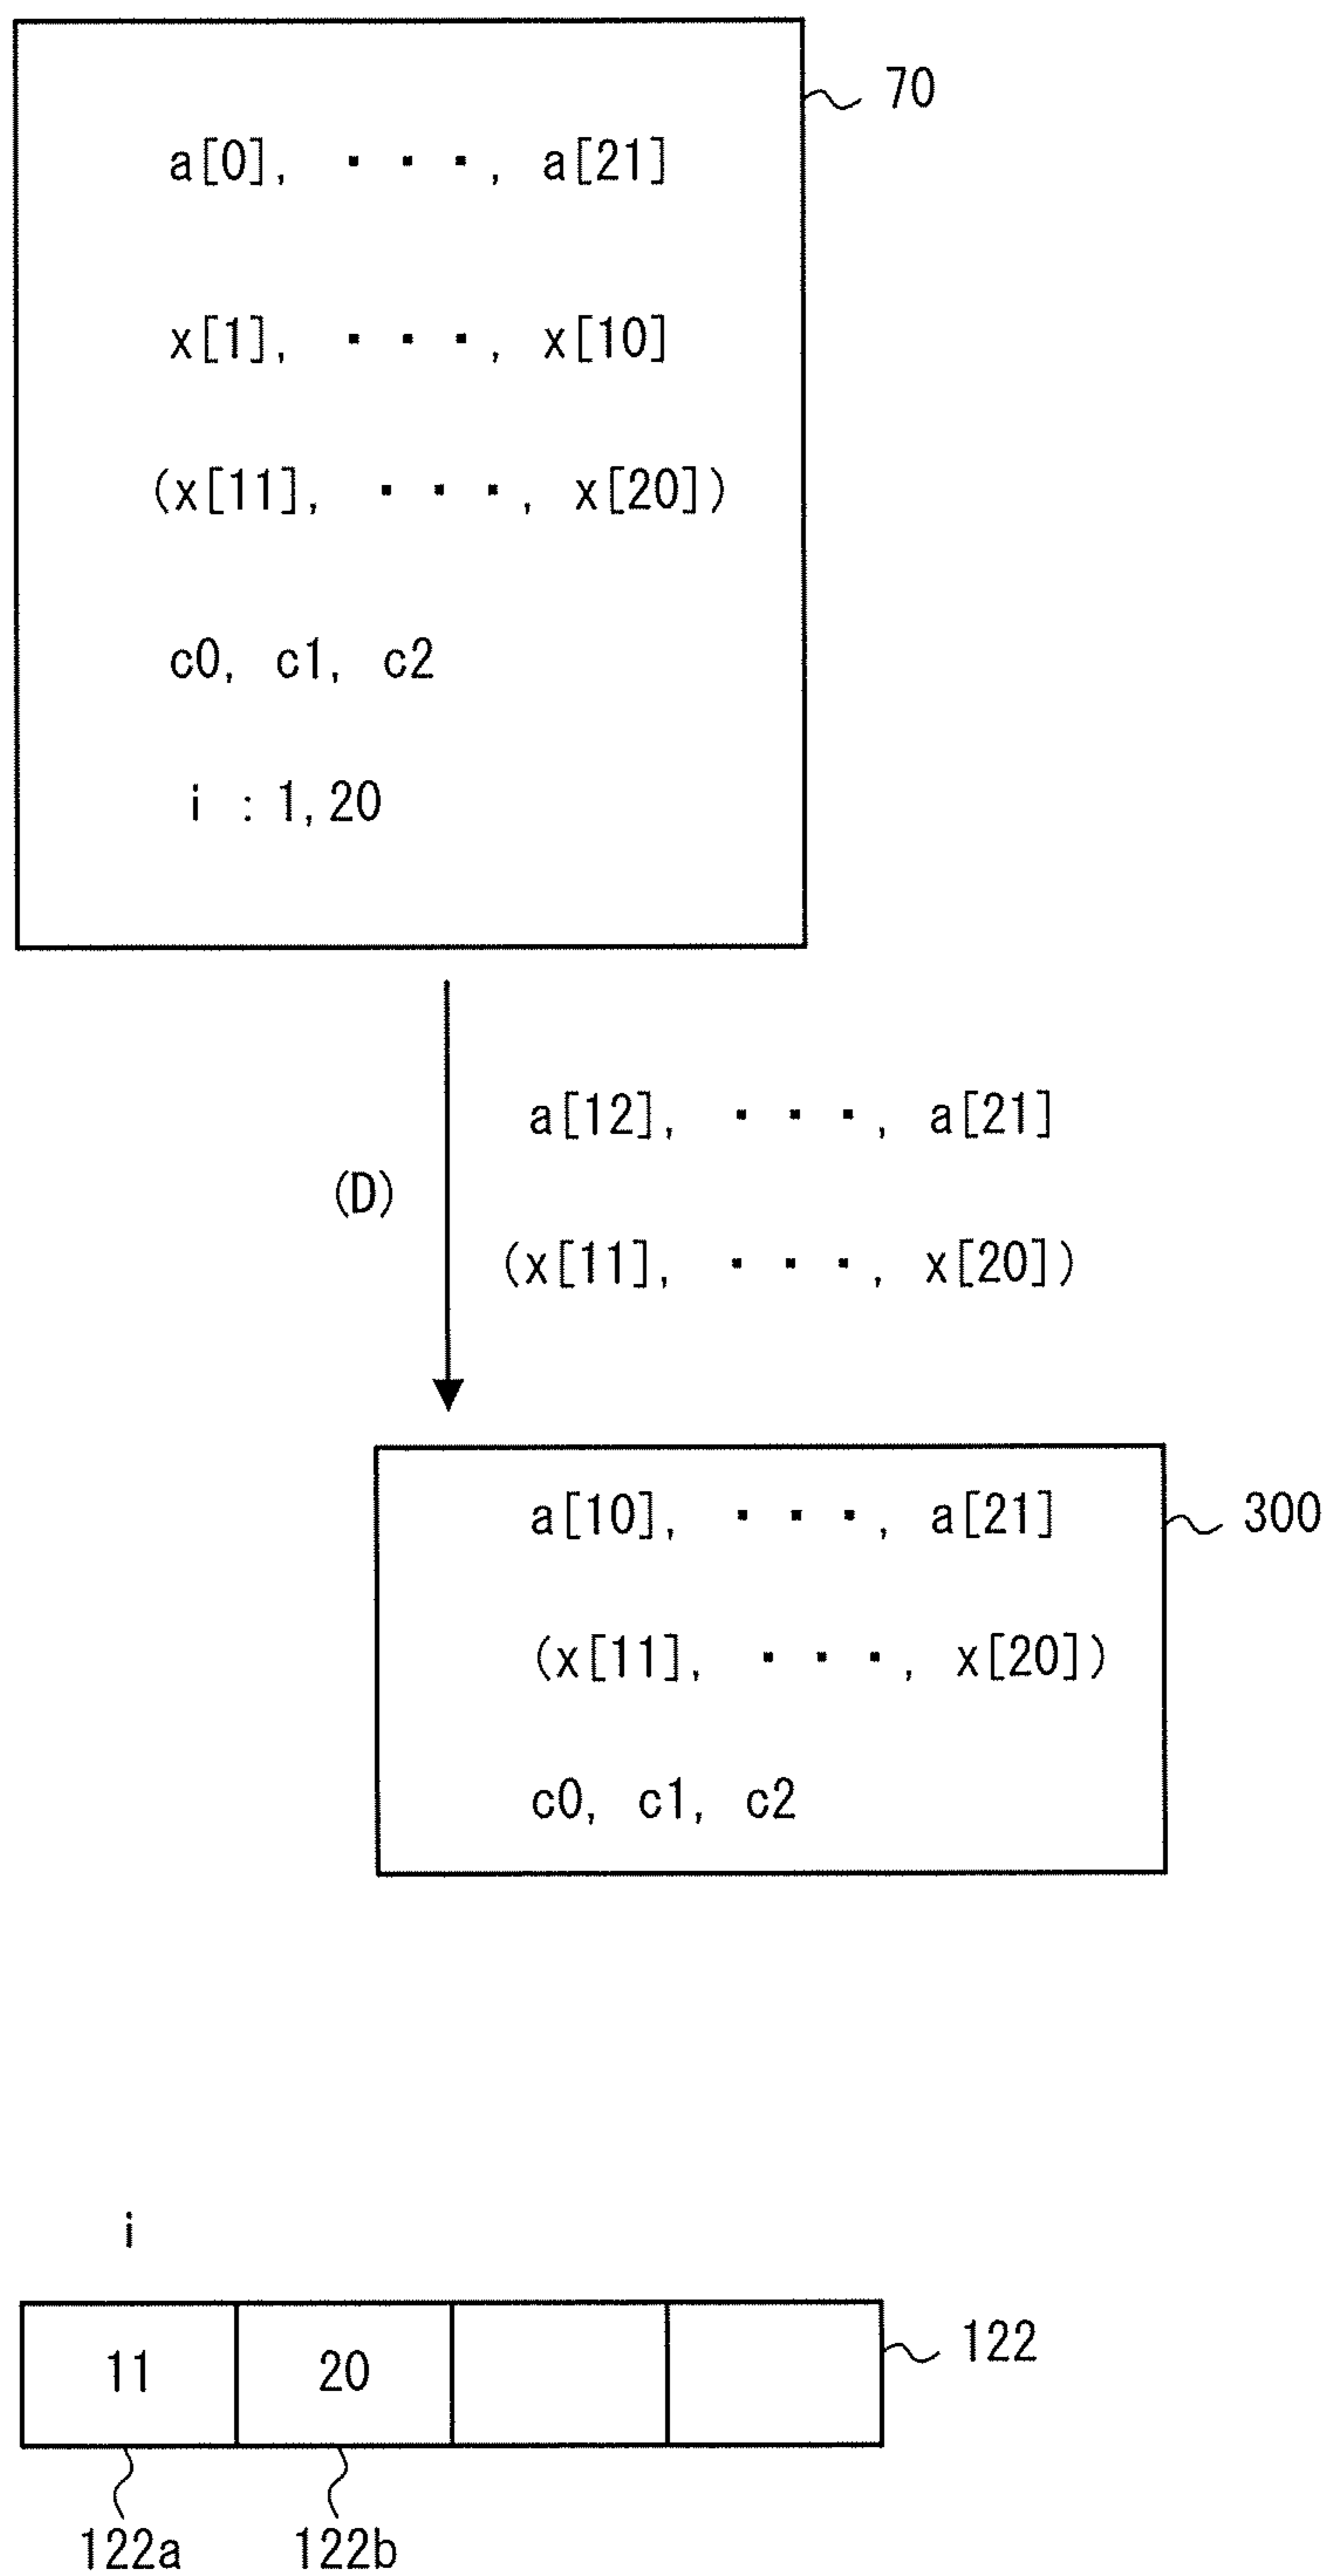 70
a[0], ･･･, a[21]
x[1], ･･･, x[10]
(x[11], ･･･, x[20])
c0, c1, c2
i : 1,20
a[12], ･･･, a[21]
(D)
(x[11], ･･･, x[20])
a[10], ･･･, a[21]
300
(x[11], ･･･, x[20])
c0, c1, c2
i
11 20
122
122a 122b